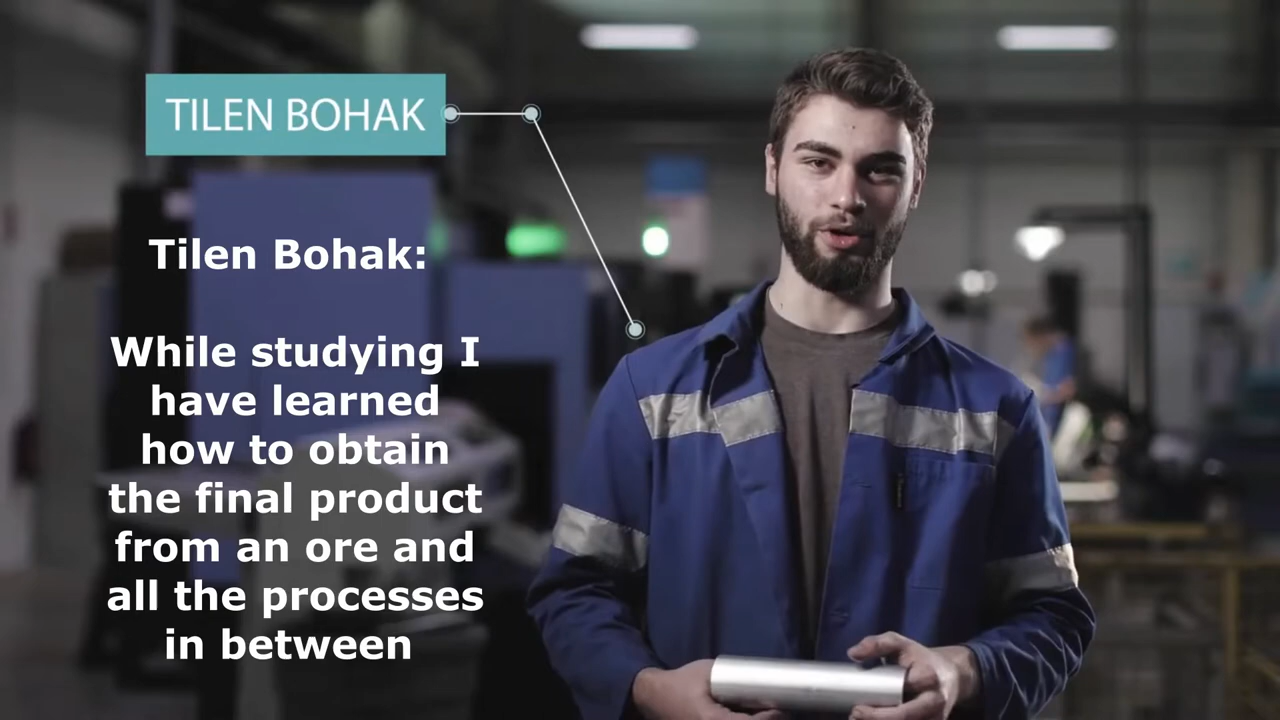 TILEN BOHAK
Tilen Bohak:
While studying I
have learned
how to obtain
the final product
from an ore and
all the processes
in between